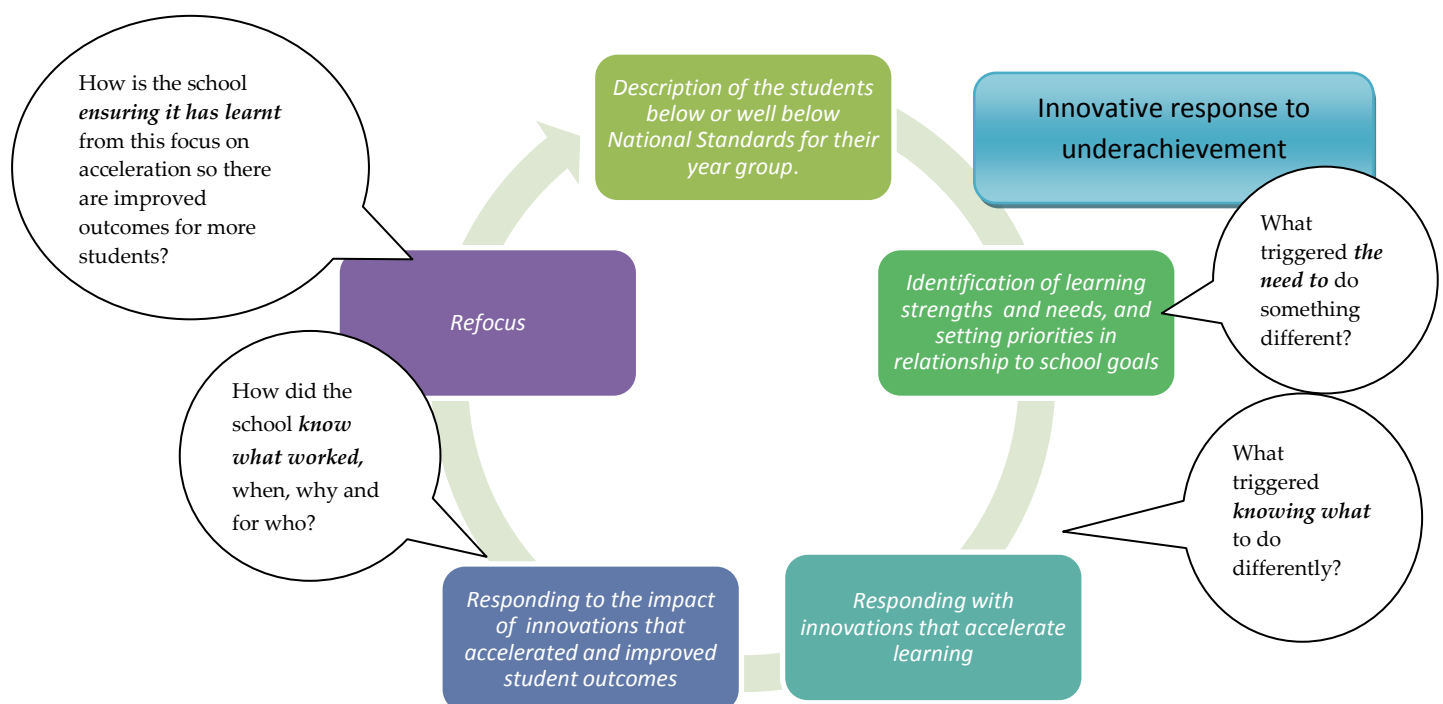 How is the school
ensuring it has learnt
from this focus on
acceleration so there
are improved
outcomes for more
students?
Description of the students
below or well below
National Standards for their
year group.
Innovative response to
underachievement
What
triggered the
need to do
something
different?
Identification of learning
strengths and needs, and
setting priorities in
relationship to school goals
Refocus
How did the
school know
what worked,
when, why and
for who?
What
triggered
knowing what
to do
differently?
Responding to the impact
of innovations that
accelerated and improved
student outcomes
Responding with
innovations that accelerate
learning